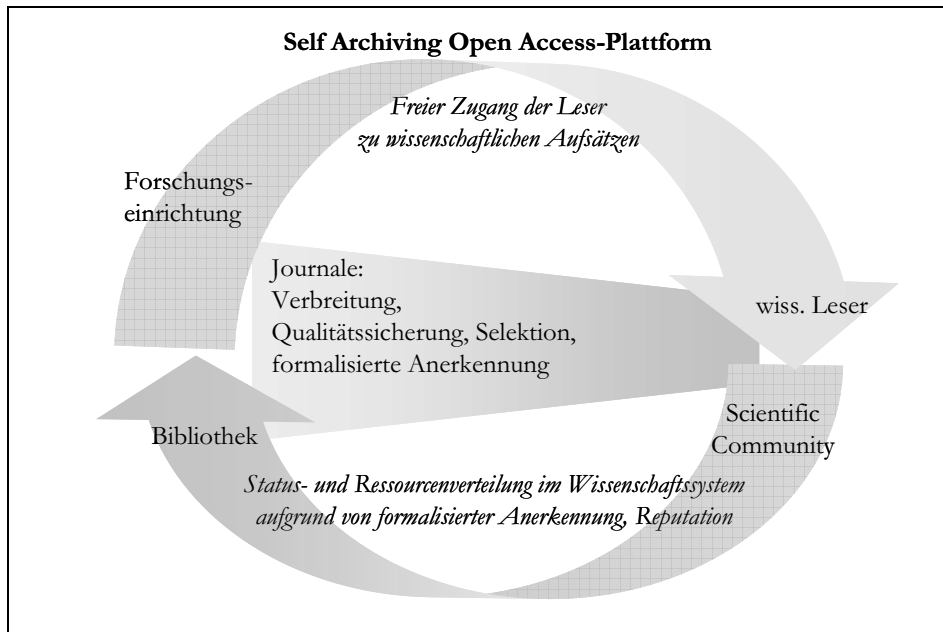 Self Archiving Open Access-Plattform
Freier Zugang der Leser
zu wissenschaftlichen Aufsätzen
Forschungs-
einrichtung
Journale:
Verbreitung,
Qualitätssicherung, Selektion,
formalisierte Anerkennung
wiss. Leser
Bibliothek
Scientific
Community
Status- und Ressourcenverteilung im Wissenschaftssystem
aufgrund von formalisierter Anerkennung, Reputation